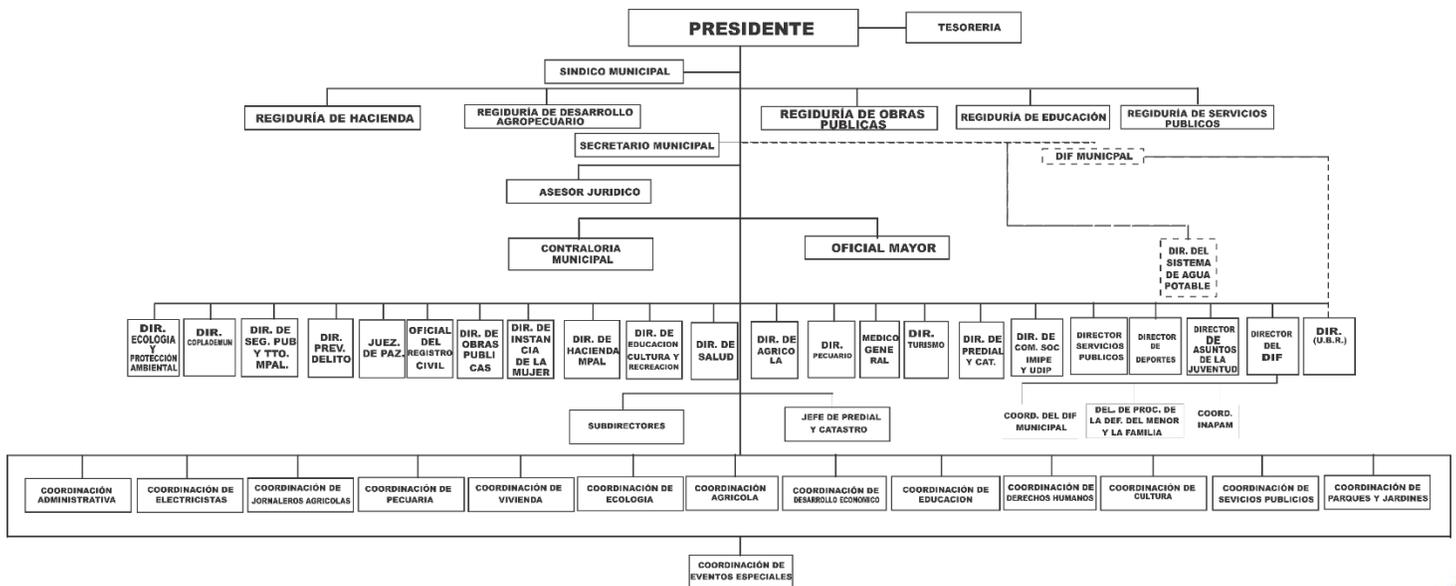 PRESIDENTE
TESORERIA
SINDICO MUNICIPAL
REGIDURÍA DE HACIENDA
REGIDURÍA DE DESARROLLO
AGROPECUARIO
REGIDURÍA DE OBRAS
PUBLICAS
REGIDURÍA DE EDUCACIÓN
REGIDURÍA DE SERVICIOS
PUBLICOS
SECRETARIO MUNICIPAL
DIF MUNICPAL
ASESOR JURIDICO
CONTRALORIA
MUNICIPAL
OFICIAL MAYOR
DIR. DEL
SISTEMA
DE AGUA
POTABLE
DIR.
ECOLOGIA
Y
PROTECCIÓN
AMBIENTAL
DIR.
COPLADEMUN
DIR. DE
SEG. PUB
Y TTO.
MPAL.
DIR.
PREV.
DELITO
JUEZ.
DE PAZ.
OFICIAL
DEL
REGISTRO
CIVIL
DIR. DE
OBRAS
PUBLI
CAS
DIR. DE
INSTAN
CIA
DE LA
MUJER
DIR. DE
HACIENDA
MPAL
DIR. DE
EDUCACION
CULTURA Y
RECREACION
DIR. DE
SALUD
DIR. DE
AGRICO
LA
DIR.
PECUARIO
MEDICO
GENE
RAL
DIR.
TURISMO
DIR. DE
PREDIAL
Y CAT.
DIR. DE
COM. SOC
IMIPE
Y UDIP
DIRECTOR
SERVICIOS
PUBLICOS
DIRECTOR
DE
DEPORTES
DIRECTOR
DE
ASUNTOS
DE LA
JUVENTUD
DIRECTOR
DEL
DIF
DIR.
(U.B.R.)
SUBDIRECTORES
JEFE DE PREDIAL
Y CATASTRO
COORD. DEL DIF
MUNICIPAL
DEL. DE PROC. DE
LA DEF. DEL MENOR
Y LA FAMILIA
COORD.
INAPAM
COORDINACIÓN
ADMINISTRATIVA
COORDINACIÓN DE
ELECTRICISTAS
COORDINACIÓN DE
JORNALEROS AGRICOLAS
COORDINACIÓN DE
PECUARIA
COORDINACIÓN DE
VIVIENDA
COORDINACIÓN DE
ECOLOGIA
COORDINACIÓN
AGRICOLA
COORDINACIÓN DE
DESARROLLO ECONOMICO
COORDINACIÓN DE
EDUCACION
COORDINACIÓN DE
DERECHOS HUMANOS
COORDINACIÓN DE
CULTURA
COORDINACIÓN DE
SEVICIOS PUBLICIOS
COORDINACIÓN DE
PARQUES Y JARDINES
COORDINACIÓN DE
EVENTOS ESPECIALES